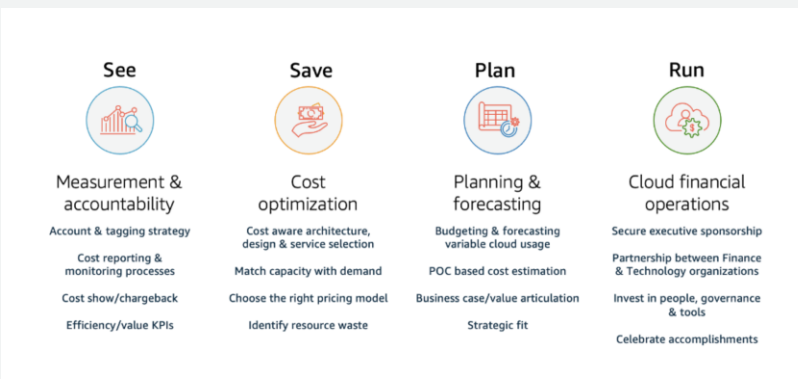 See
Measurement &
accountability
Account & tagging strategy
Cost reporting &
monitoring processes
Cost show/chargeback
Efficiency/value KPIs
Save
Cost
optimization
Cost aware architecture,
design & service selection
Match capacity with demand
Choose the right pricing model
Identify resource waste
Plan
Planning &
forecasting
Budgeting & forecasting
variable cloud usage
POC based cost estimation
Business case/value articulation
Strategic fit
Run
Cloud financial
operations
Secure executive sponsorship
Partnership between Finance
& Technology organizations
Invest in people, governance
& tools
Celebrate accomplishments